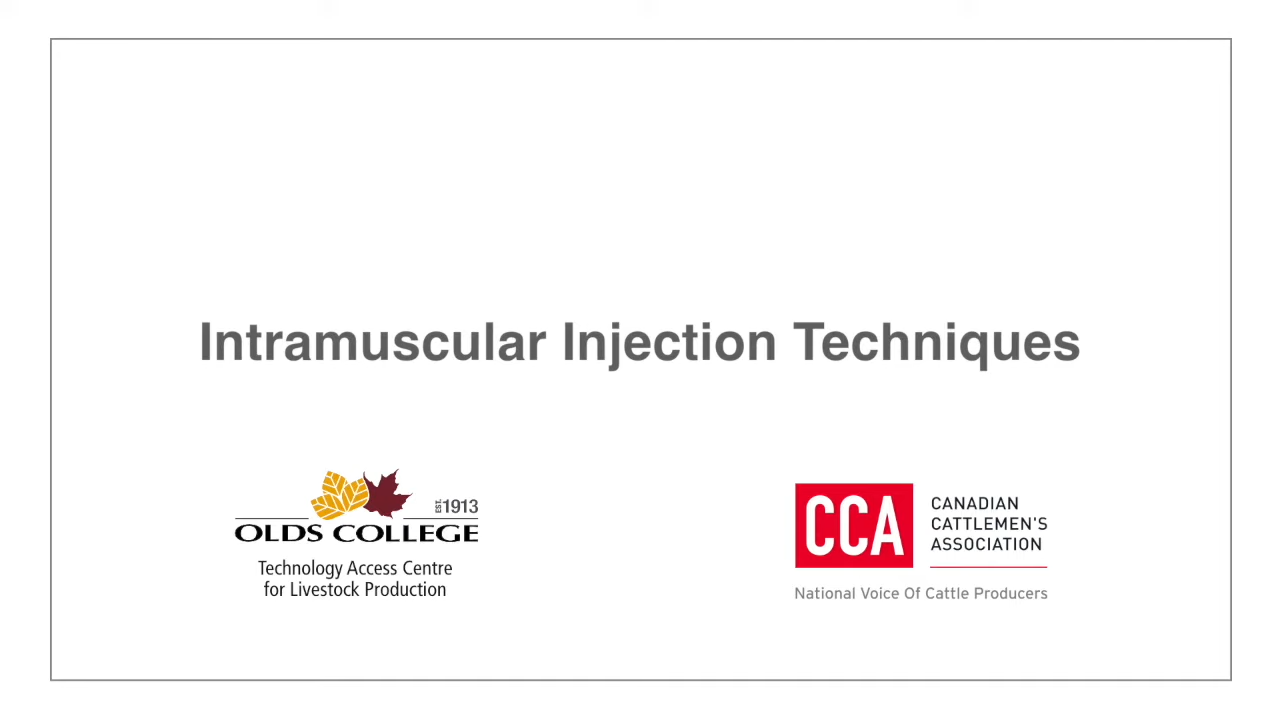 Intramuscular Injection Techniques
EST. 1913
OLDS COLLEGE
Technology Access Centre
for Livestock Production
CCA
CANADIAN
CATTLEMEN'S
ASSOCIATION
National Voice Of Cattle Producers